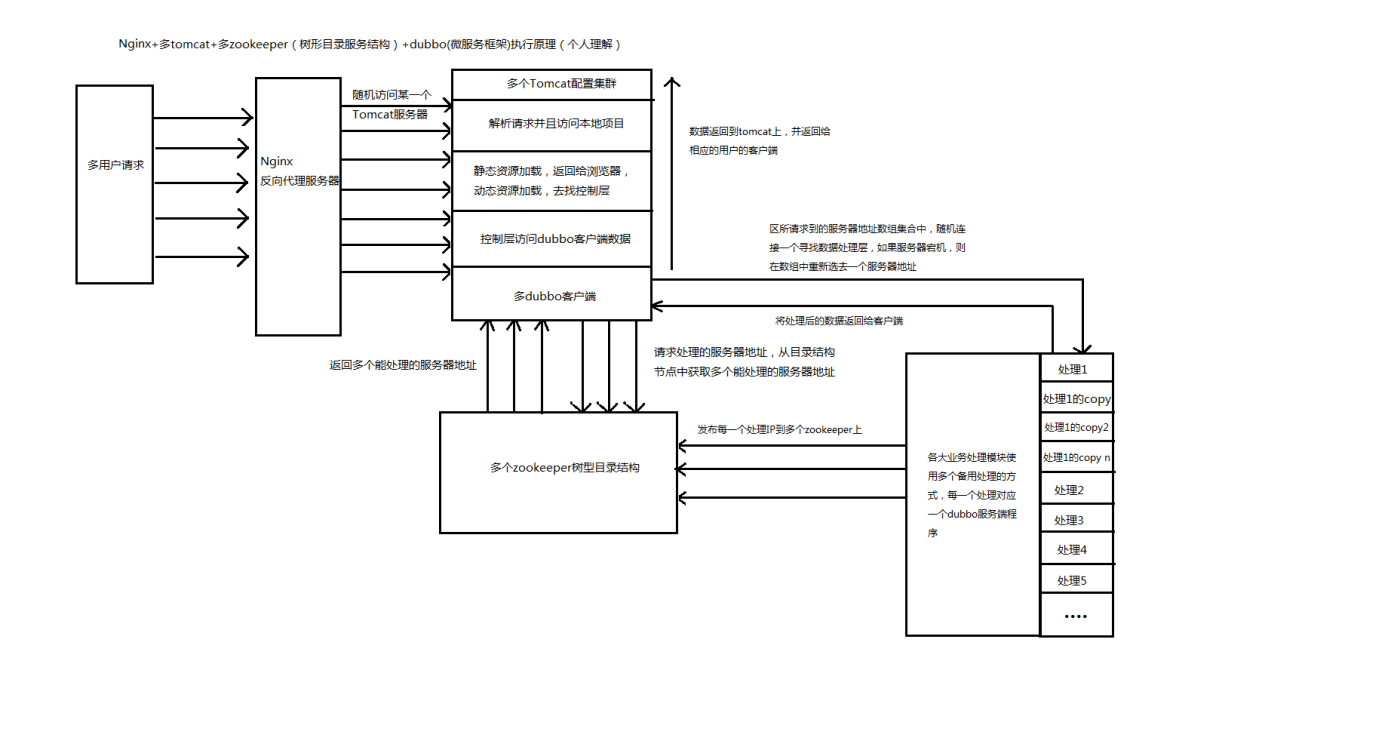 Nginx+多tomcat+多zookeeper（树形目录服务结构）+dubbo(微服务框架)执行原理（个人理解）
多用户请求
Nginx
反向代理服务器
随机访问某一个
Tomcat服务器
多个Tomcat配置集群
解析请求并且访问本地项目
静态资源加载，返回给浏览器，
动态资源加载，去找控制层
控制层访问dubbo客户端数据
多dubbo客户端
数据返回到tomcat上，并返回给
相应的用户的客户端
区所请求到的服务器地址数组集合中，随机连
接一个寻找数据处理层，如果服务器宕机，则
在数组中重新选去一个服务器地址
将处理后的数据返回给客户端
返回多个能处理的服务器地址
请求处理的服务器地址，从目录结构
节点中获取多个能处理的服务器地址
多个zookeeper树型目录结构
发布每一个处理IP到多个zookeeper上
各大业务处理模块使
用多个备用处理的方
式，每一个处理对应
一个dubbo服务端程
序
处理1
处理1的copy
处理1的copy2
处理1的copy n
处理2
处理3
处理4
处理5
....